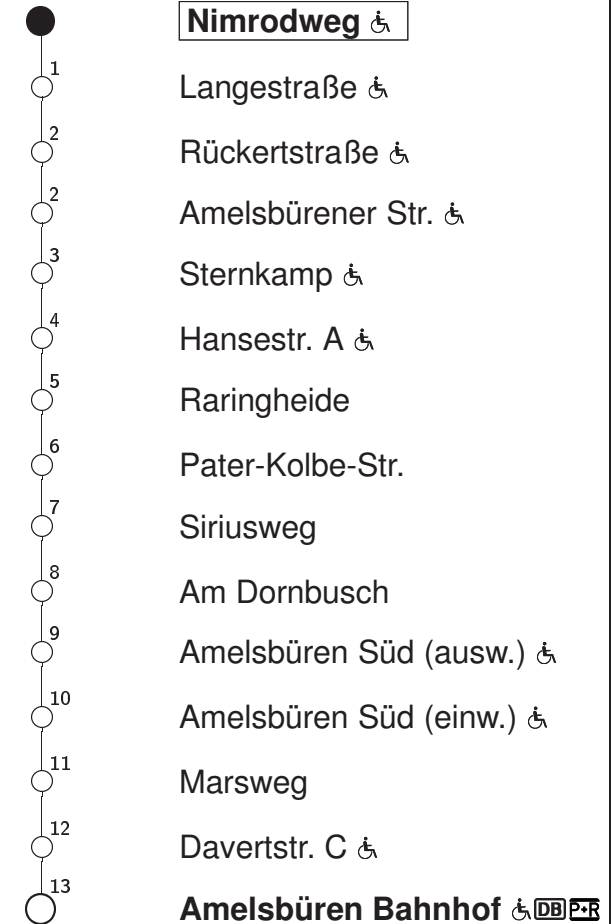 Nimrodweg
1 Langestraße
2 Rückertstraße
2 Amelsbürener Str.
3 Sternkamp
4 Hansestr. A
5 Raringheide
6 Pater-Kolbe-Str.
7 Siriusweg
8 Am Dornbusch
9 Amelsbüren Süd (ausw.)
10 Amelsbüren Süd (einw.)
11 Marsweg
12 Davertstr. C
13 Amelsbüren Bahnhof DB P+R